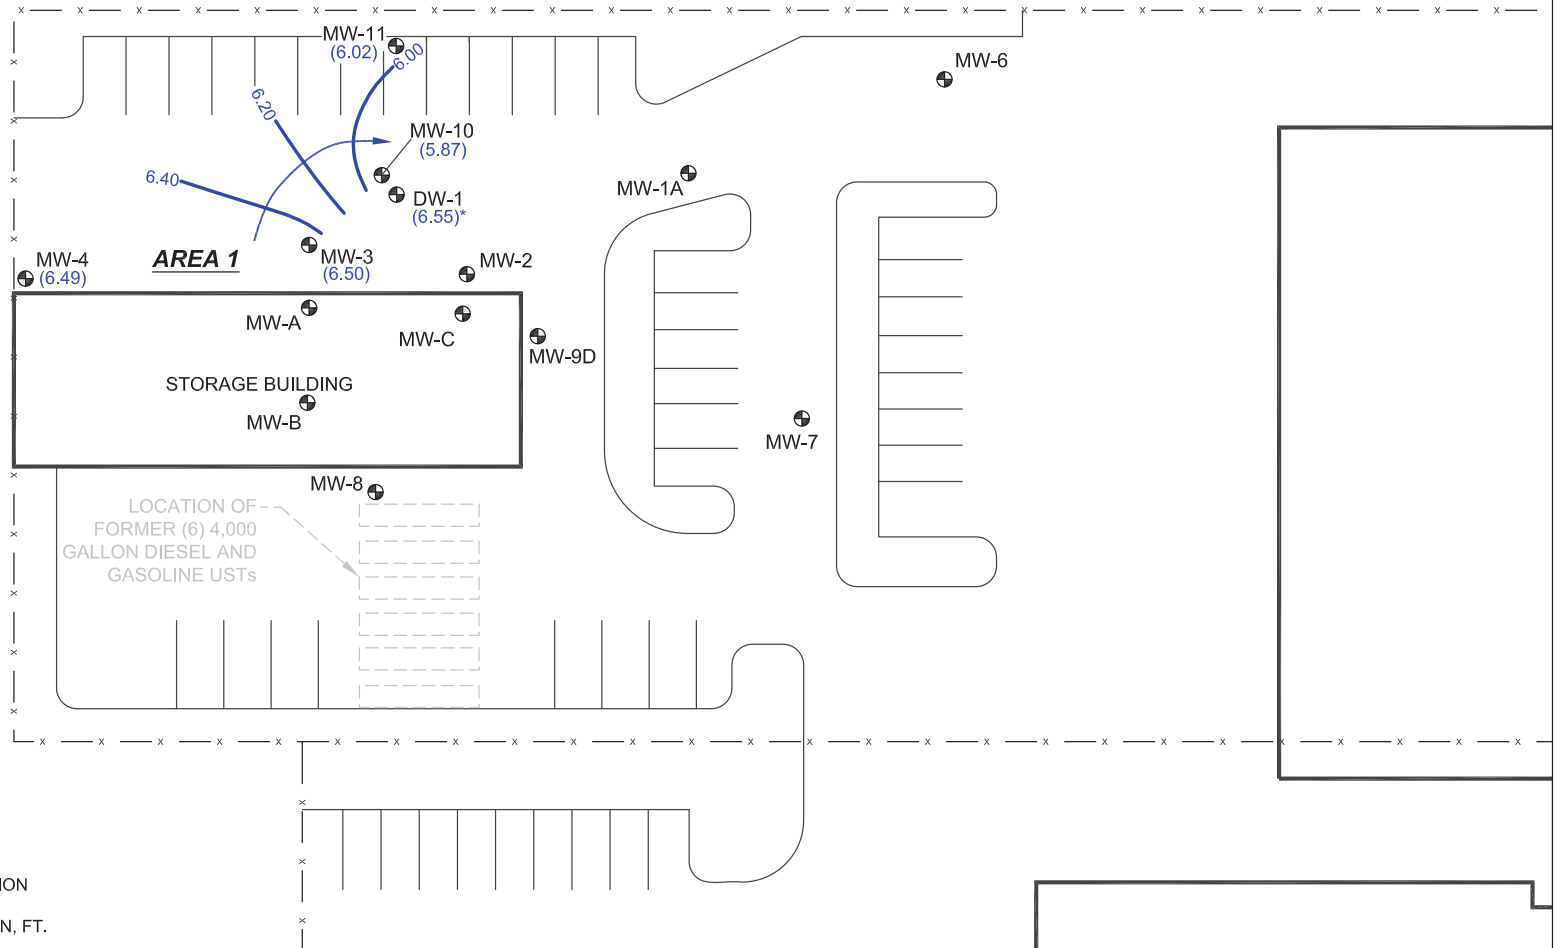 MW-11
(6.02)
6.00
MW-6
6.20
MW-10
(5.87)
6.40
MW-1A
DW-1
(6.55)*
MW-4
(6.49)
AREA 1
MW-3
(6.50)
MW-2
MW-A
MW-C
MW-9D
STORAGE BUILDING
MW-B
MW-7
MW-8
LOCATION OF
FORMER (6) 4,000
GALLON DIESEL AND
GASOLINE USTs
ION
N, FT.